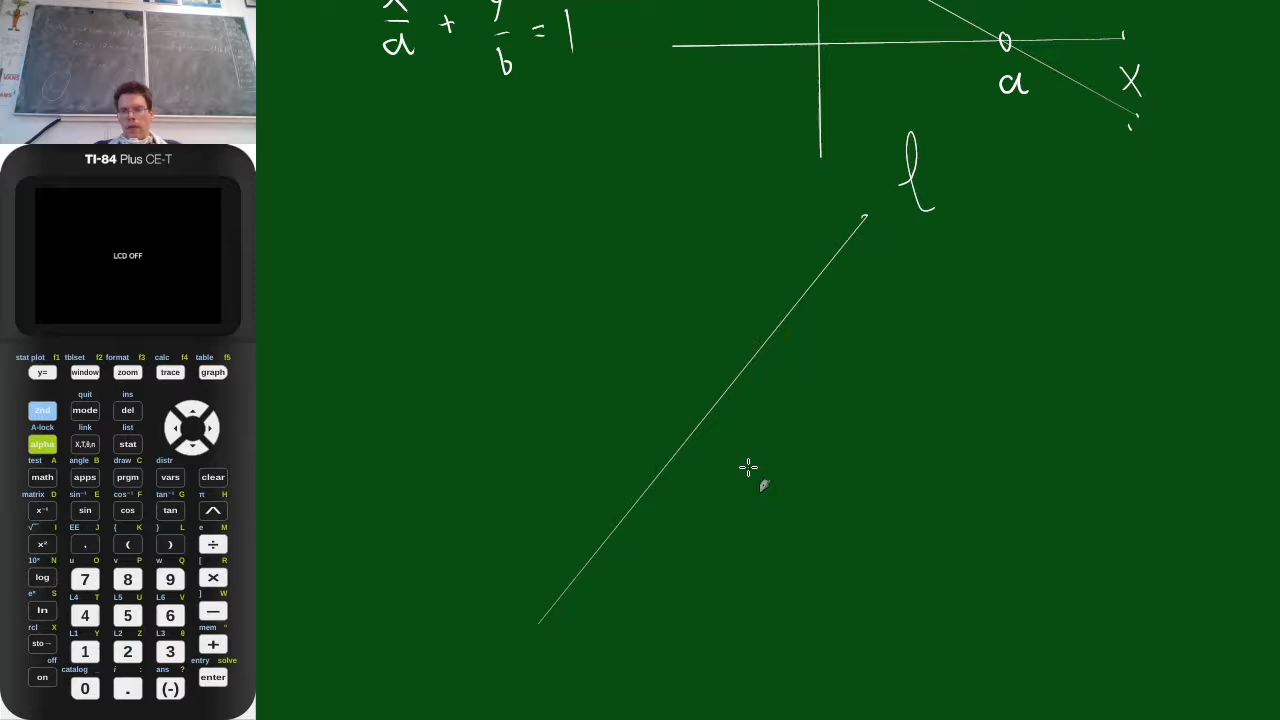 x/a + y/b = 1
a
x
l
TI-84 Plus CE-T
LCD OFF
stat plot f1 tblset f2 format f3 calc f4 table f5
y= window zoom trace graph
quit ins
2nd mode del
A-lock link list
alpha X,T,θ,n stat
test A angle B draw C distr
math apps prgm vars clear
matrix D sin⁻¹ E cos⁻¹ F tan⁻¹ G π H
x⁻¹ sin cos tan ^
√ I EE J { K } L e M
x² , ( ) ÷
10ˣ N u O v P w Q [ R
log 7 8 9 ×
eˣ S L4 T L5 U L6 V ] W
ln 4 5 6 −
rcl X L1 Y L2 Z L3 θ mem "
sto→ 1 2 3 +
off catalog _ i : ans ? entry solve
on 0 . (-) enter